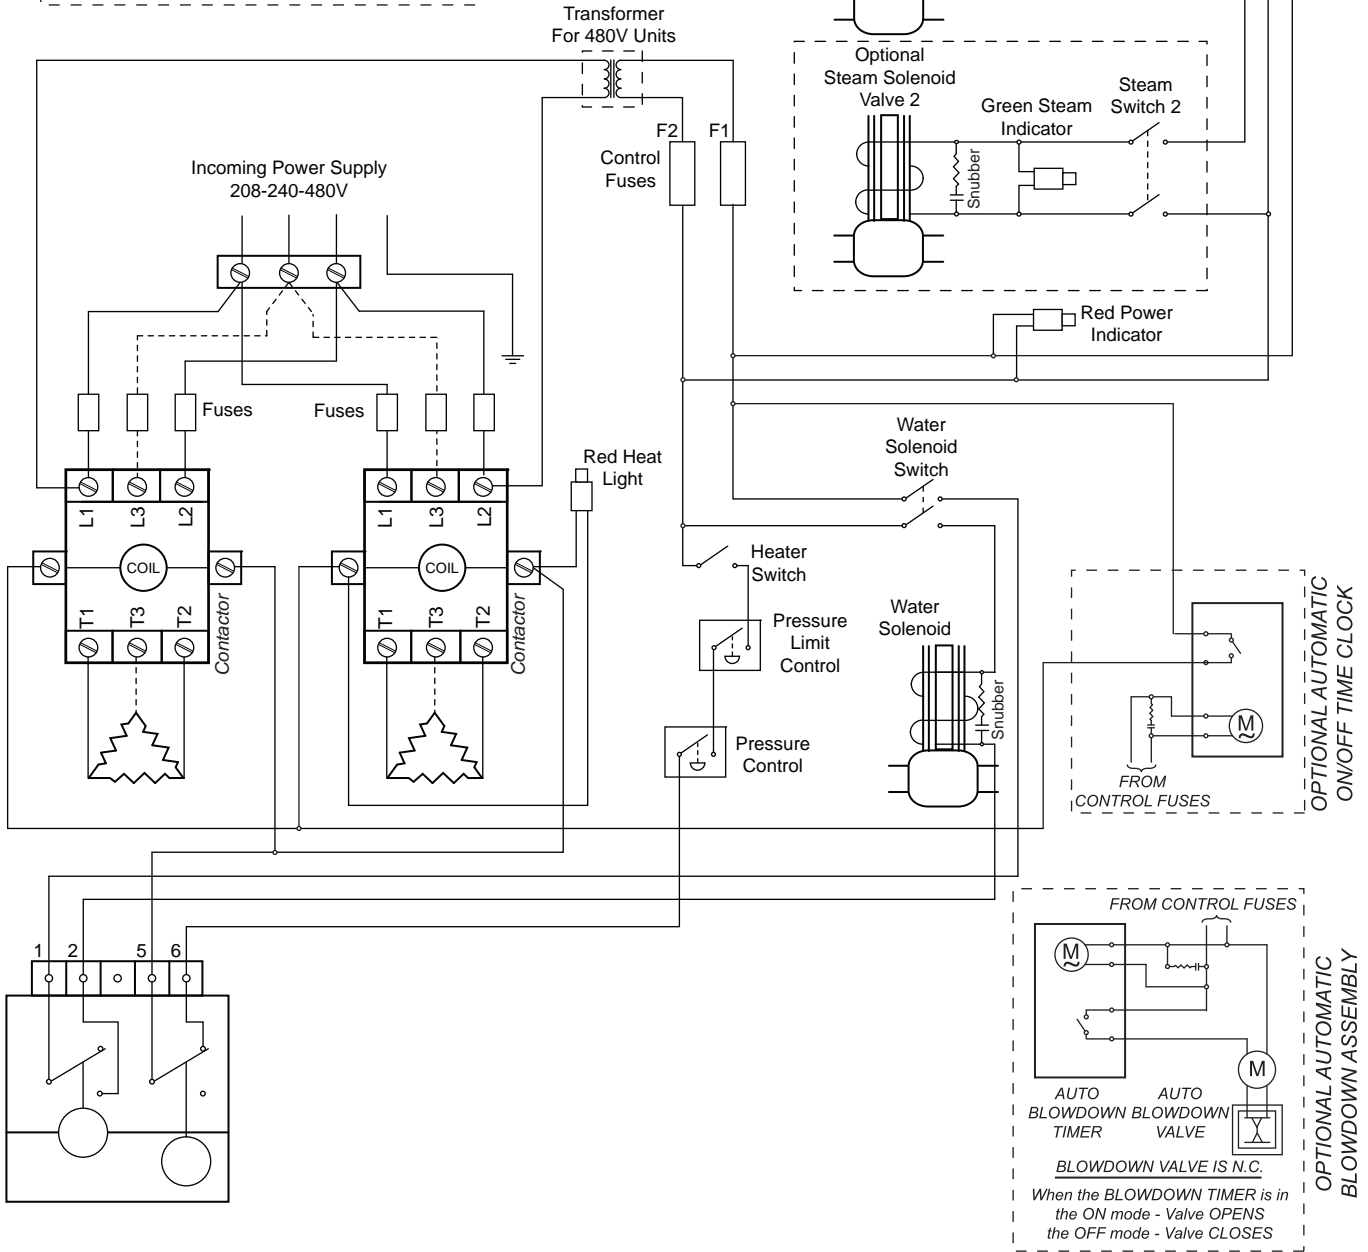 Transformer
For 480V Units
Optional
Steam Solenoid
Valve 2
Green Steam
Indicator
Steam
Switch 2
Snubber
F2
F1
Control
Fuses
Incoming Power Supply
208-240-480V
Red Power
Indicator
Fuses
Fuses
Red Heat
Light
Water
Solenoid
Switch
L1
L3
L2
L1
L3
L2
COIL
COIL
T1
T3
T2
T1
T3
T2
Contactor
Contactor
Heater
Switch
Pressure
Limit
Control
Water
Solenoid
Snubber
Pressure
Control
M
FROM
CONTROL FUSES
OPTIONAL AUTOMATIC
ON/OFF TIME CLOCK
1
2
5
6
FROM CONTROL FUSES
M
M
AUTO
BLOWDOWN
TIMER
AUTO
BLOWDOWN
VALVE
BLOWDOWN VALVE IS N.C.
When the BLOWDOWN TIMER is in
the ON mode - Valve OPENS
the OFF mode - Valve CLOSES
OPTIONAL AUTOMATIC
BLOWDOWN ASSEMBLY